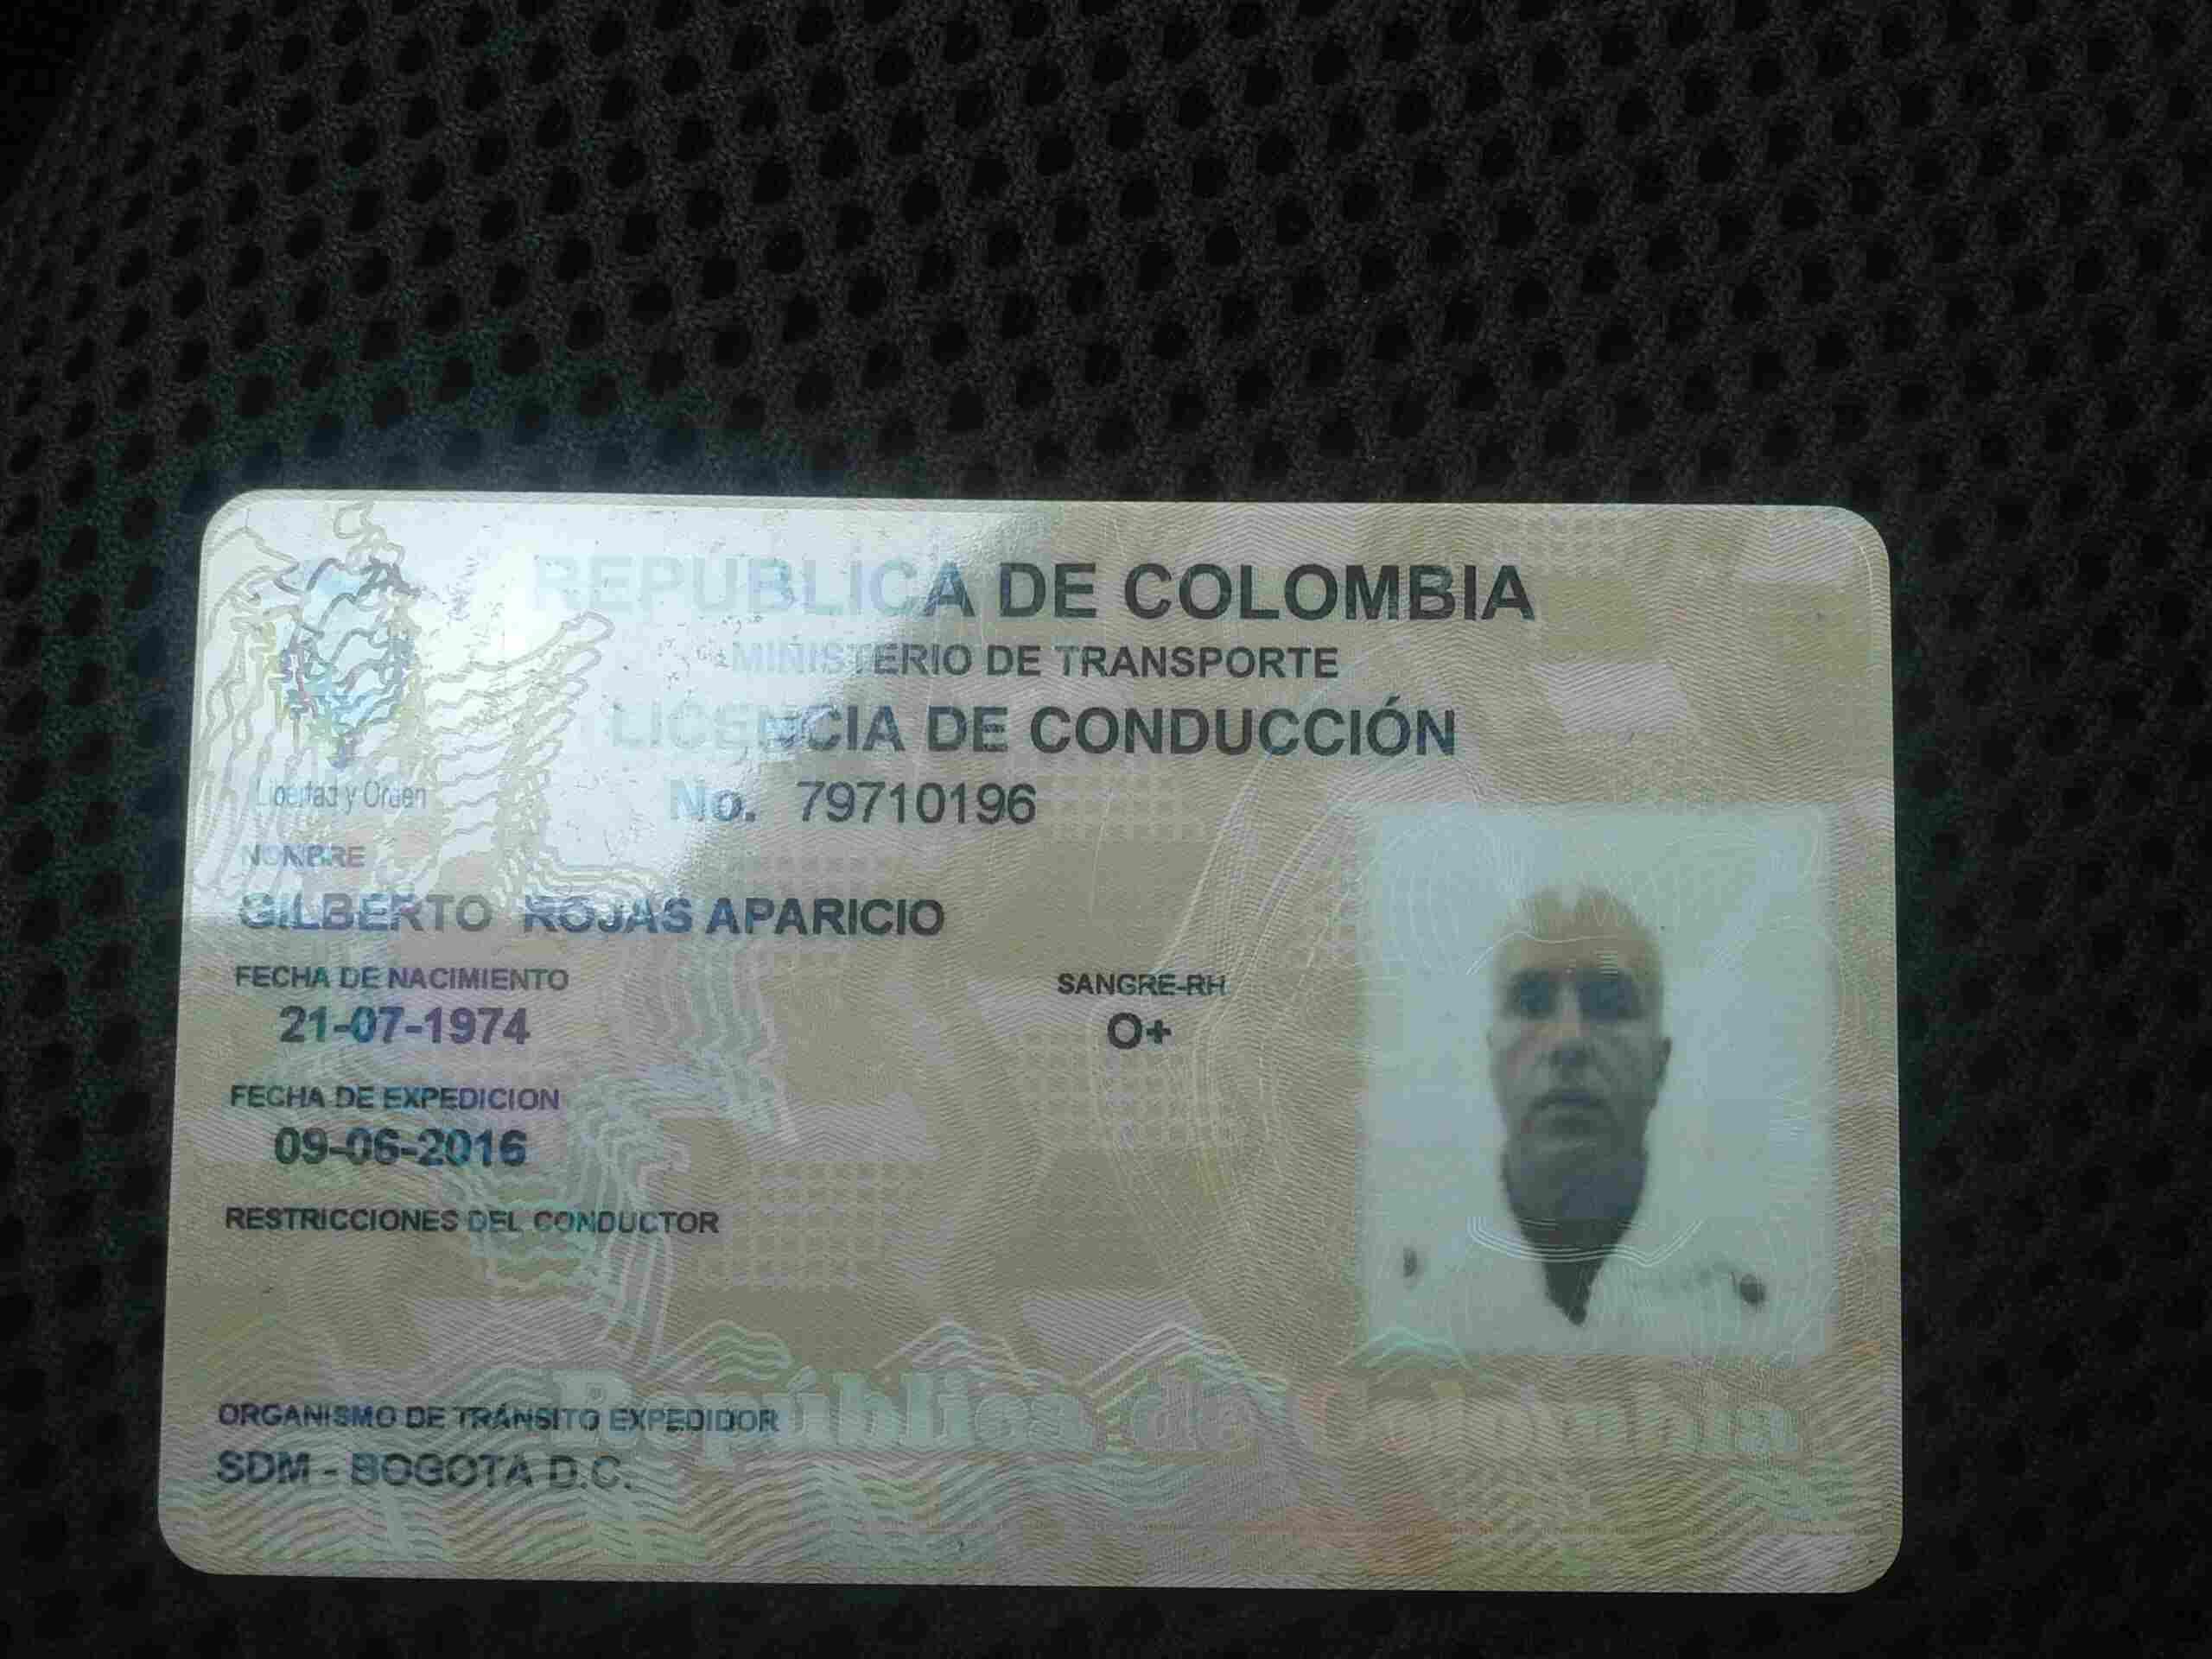 REPUBLICA DE COLOMBIA
MINISTERIO DE TRANSPORTE
LICENCIA DE CONDUCCIÓN
No. 79710196
Libertad y Orden
NOMBRE
GILBERTO ROJAS APARICIO
FECHA DE NACIMIENTO
21-07-1974
SANGRE-RH
O+
FECHA DE EXPEDICION
09-06-2016
RESTRICCIONES DEL CONDUCTOR
República de Colombia
ORGANISMO DE TRÁNSITO EXPEDIDOR
SDM - BOGOTA D.C.